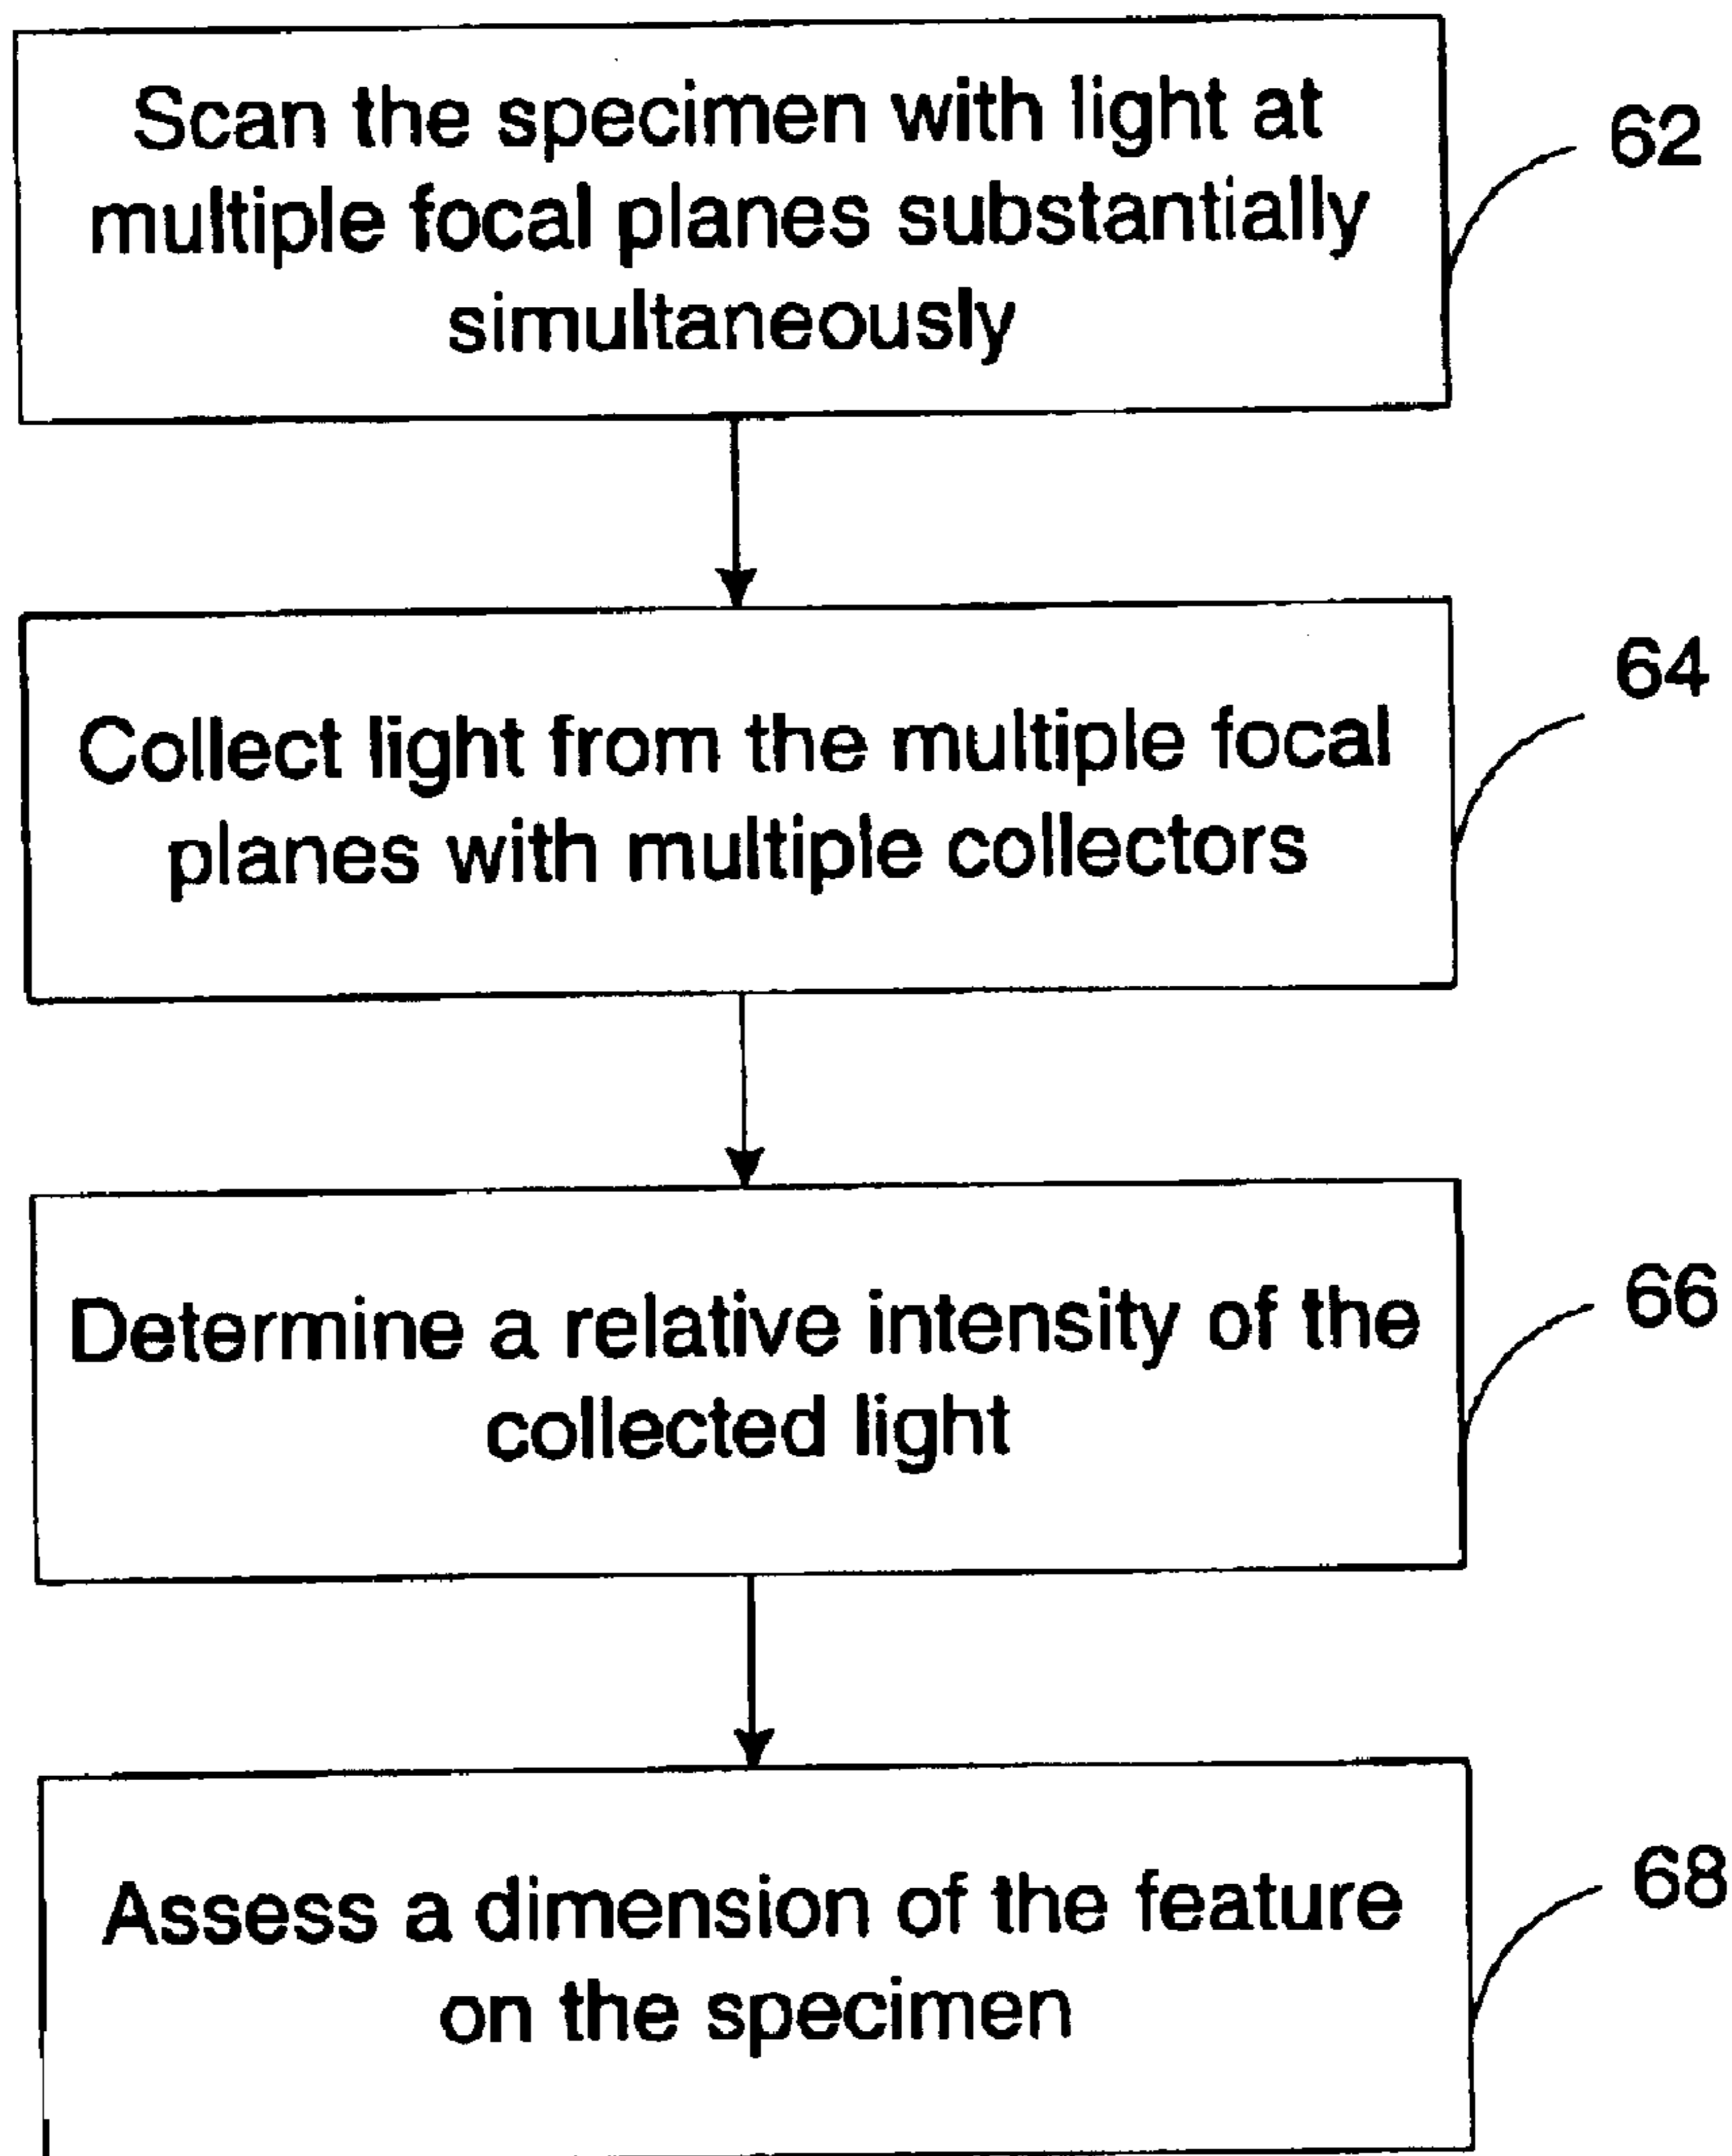 Scan the specimen with light at
multiple focal planes substantially
simultaneously
62
Collect light from the multiple focal
planes with multiple collectors
64
Determine a relative intensity of the
collected light
66
Assess a dimension of the feature
on the specimen
68